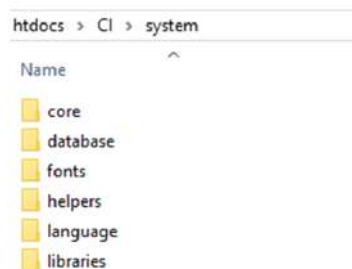 htdocs > CI > system
Name
core
database
fonts
helpers
language
libraries